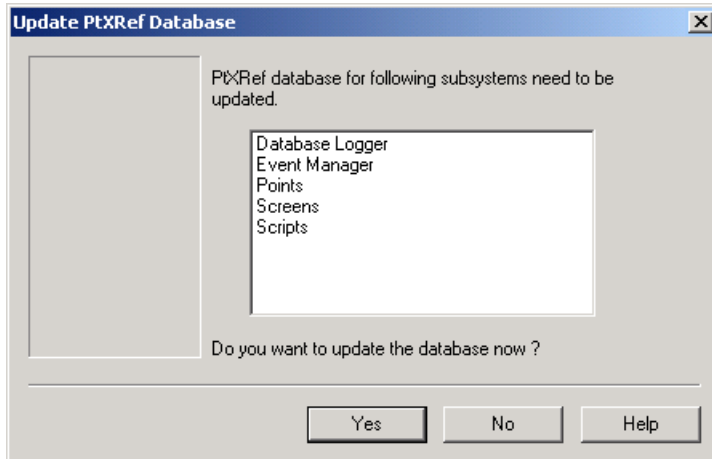 Update PtXRef Database
PtXRef database for following subsystems need to be
updated.
Database Logger
Event Manager
Points
Screens
Scripts
Do you want to update the database now ?
Yes No Help